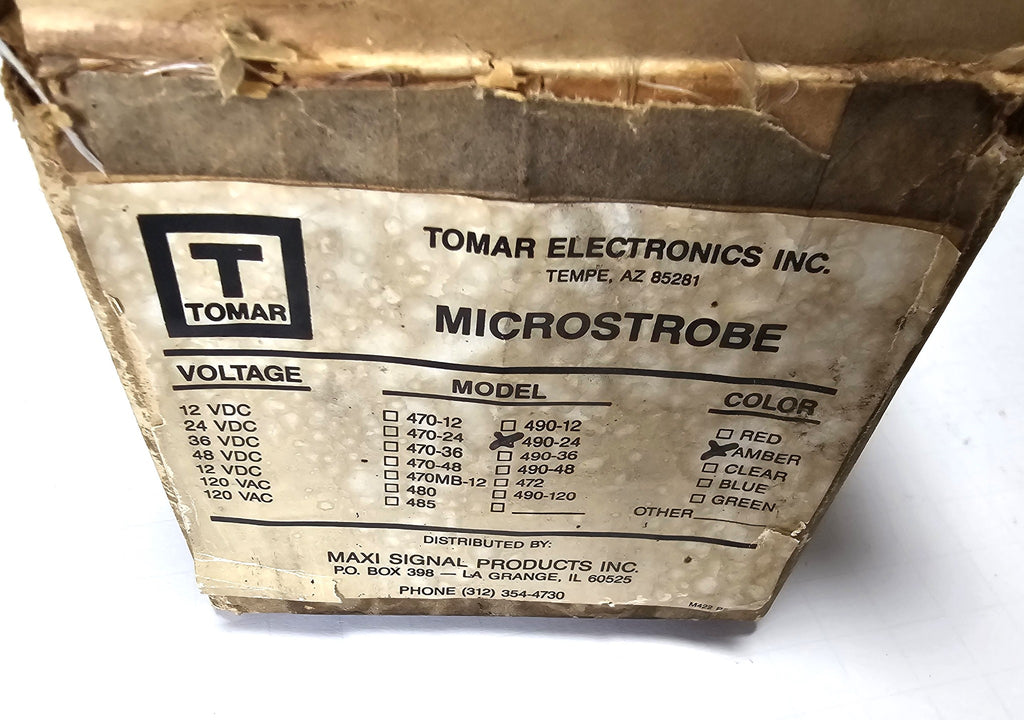 T
TOMAR
TOMAR ELECTRONICS INC.
TEMPE, AZ 85281
MICROSTROBE
VOLTAGE MODEL COLOR
12 VDC ☐ 470-12 ☐ 490-12 ☐ RED
24 VDC ☐ 470-24 ☒ 490-24 ☒ AMBER
36 VDC ☐ 470-36 ☐ 490-36 ☐ CLEAR
48 VDC ☐ 470-48 ☐ 490-48 ☐ BLUE
12 VDC ☐ 470MB-12 ☐ 472 ☐ GREEN
120 VAC ☐ 480 ☐ 490-120 OTHER
120 VAC ☐ 485 ☐
DISTRIBUTED BY:
MAXI SIGNAL PRODUCTS INC.
P.O. BOX 398 — LA GRANGE, IL 60525
PHONE (312) 354-4730
M422